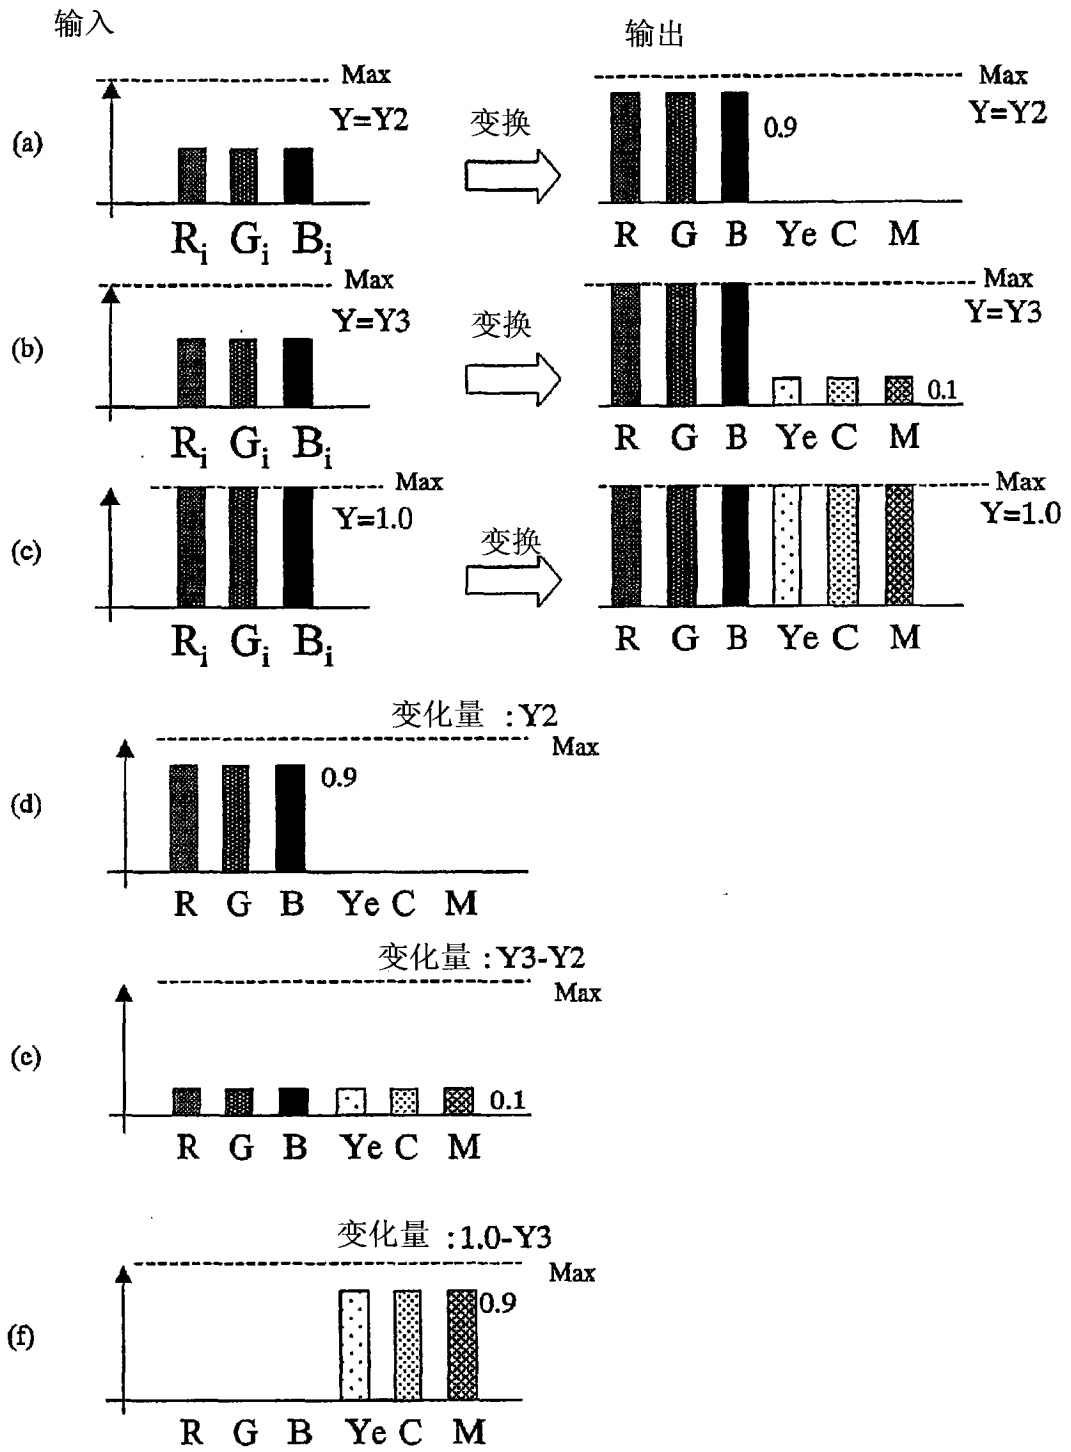 输入
输出
Max
Max
Y=Y2
Y=Y2
(a)
变换
0.9
Ri Gi Bi
R G B Ye C M
Max
Max
Y=Y3
Y=Y3
(b)
变换
0.1
Ri Gi Bi
R G B Ye C M
Max
Max
Y=1.0
Y=1.0
(c)
变换
Ri Gi Bi
R G B Ye C M
变化量 :Y2
Max
(d)
0.9
R G B Ye C M
变化量 :Y3-Y2
Max
(e)
0.1
R G B Ye C M
变化量 :1.0-Y3
Max
(f)
0.9
R G B Ye C M